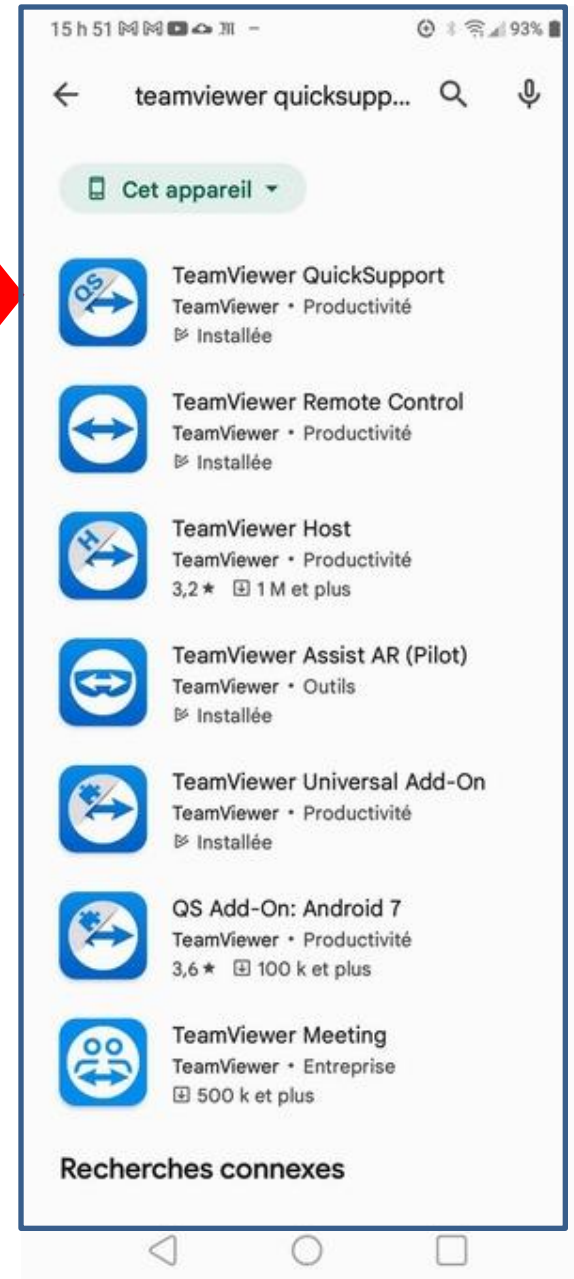 15 h 51
93%
teamviewer quicksupp...
Cet appareil
QS
TeamViewer QuickSupport
TeamViewer • Productivité
Installée
TeamViewer Remote Control
TeamViewer • Productivité
Installée
H
TeamViewer Host
TeamViewer • Productivité
3,2★ 1 M et plus
TeamViewer Assist AR (Pilot)
TeamViewer • Outils
Installée
TeamViewer Universal Add-On
TeamViewer • Productivité
Installée
QS Add-On: Android 7
TeamViewer • Productivité
3,6★ 100 k et plus
TeamViewer Meeting
TeamViewer • Entreprise
500 k et plus
Recherches connexes